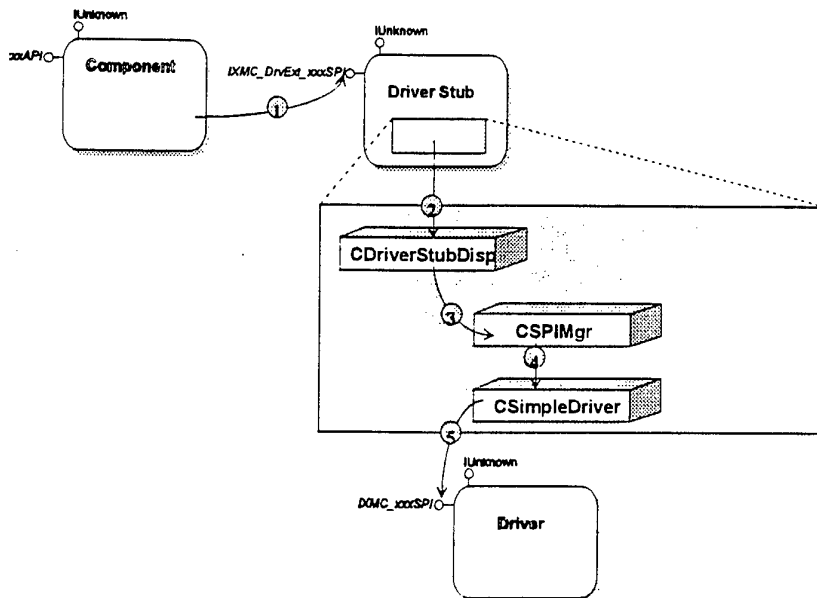 IUnknown
IUnknown
xxxAPI
Component
IXMC_DrvExt_xxxSPI
Driver Stub
1
2
CDriverStubDisp
3
CSPIMgr
4
CSimpleDriver
5
IUnknown
IXMC_xxxSPI
Driver